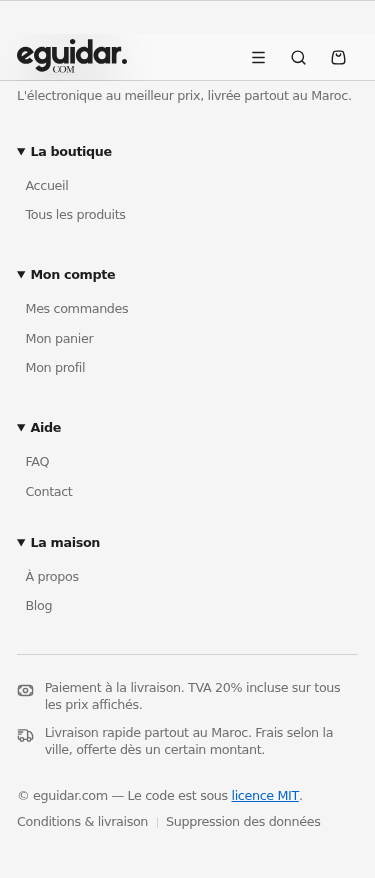 eguidar.
COM
L'électronique au meilleur prix, livrée partout au Maroc.
▼ La boutique
Accueil
Tous les produits
▼ Mon compte
Mes commandes
Mon panier
Mon profil
▼ Aide
FAQ
Contact
▼ La maison
À propos
Blog
Paiement à la livraison. TVA 20% incluse sur tous
les prix affichés.
Livraison rapide partout au Maroc. Frais selon la
ville, offerte dès un certain montant.
© eguidar.com — Le code est sous licence MIT.
Conditions & livraison | Suppression des données